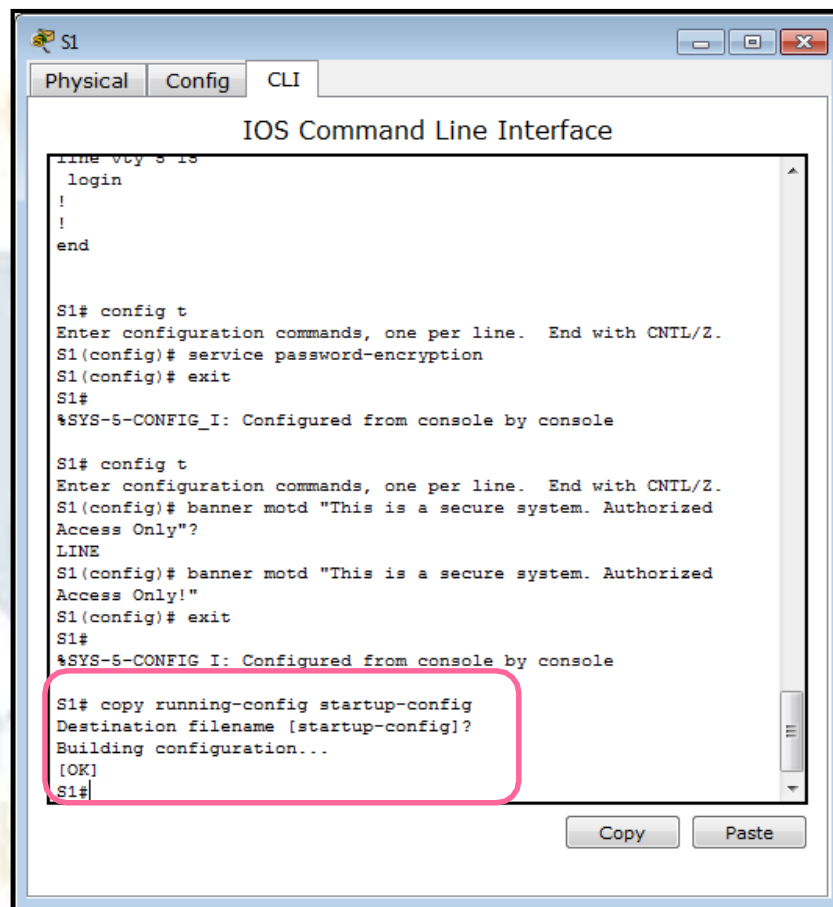 S1
Physical Config CLI
IOS Command Line Interface
line vty 5 15
login
!
!
end
S1# config t
Enter configuration commands, one per line. End with CNTL/Z.
S1(config)# service password-encryption
S1(config)# exit
S1#
%SYS-5-CONFIG_I: Configured from console by console
S1# config t
Enter configuration commands, one per line. End with CNTL/Z.
S1(config)# banner motd "This is a secure system. Authorized
Access Only"?
LINE
S1(config)# banner motd "This is a secure system. Authorized
Access Only!"
S1(config)# exit
S1#
%SYS-5-CONFIG_I: Configured from console by console
S1# copy running-config startup-config
Destination filename [startup-config]?
Building configuration...
[OK]
S1#
Copy Paste